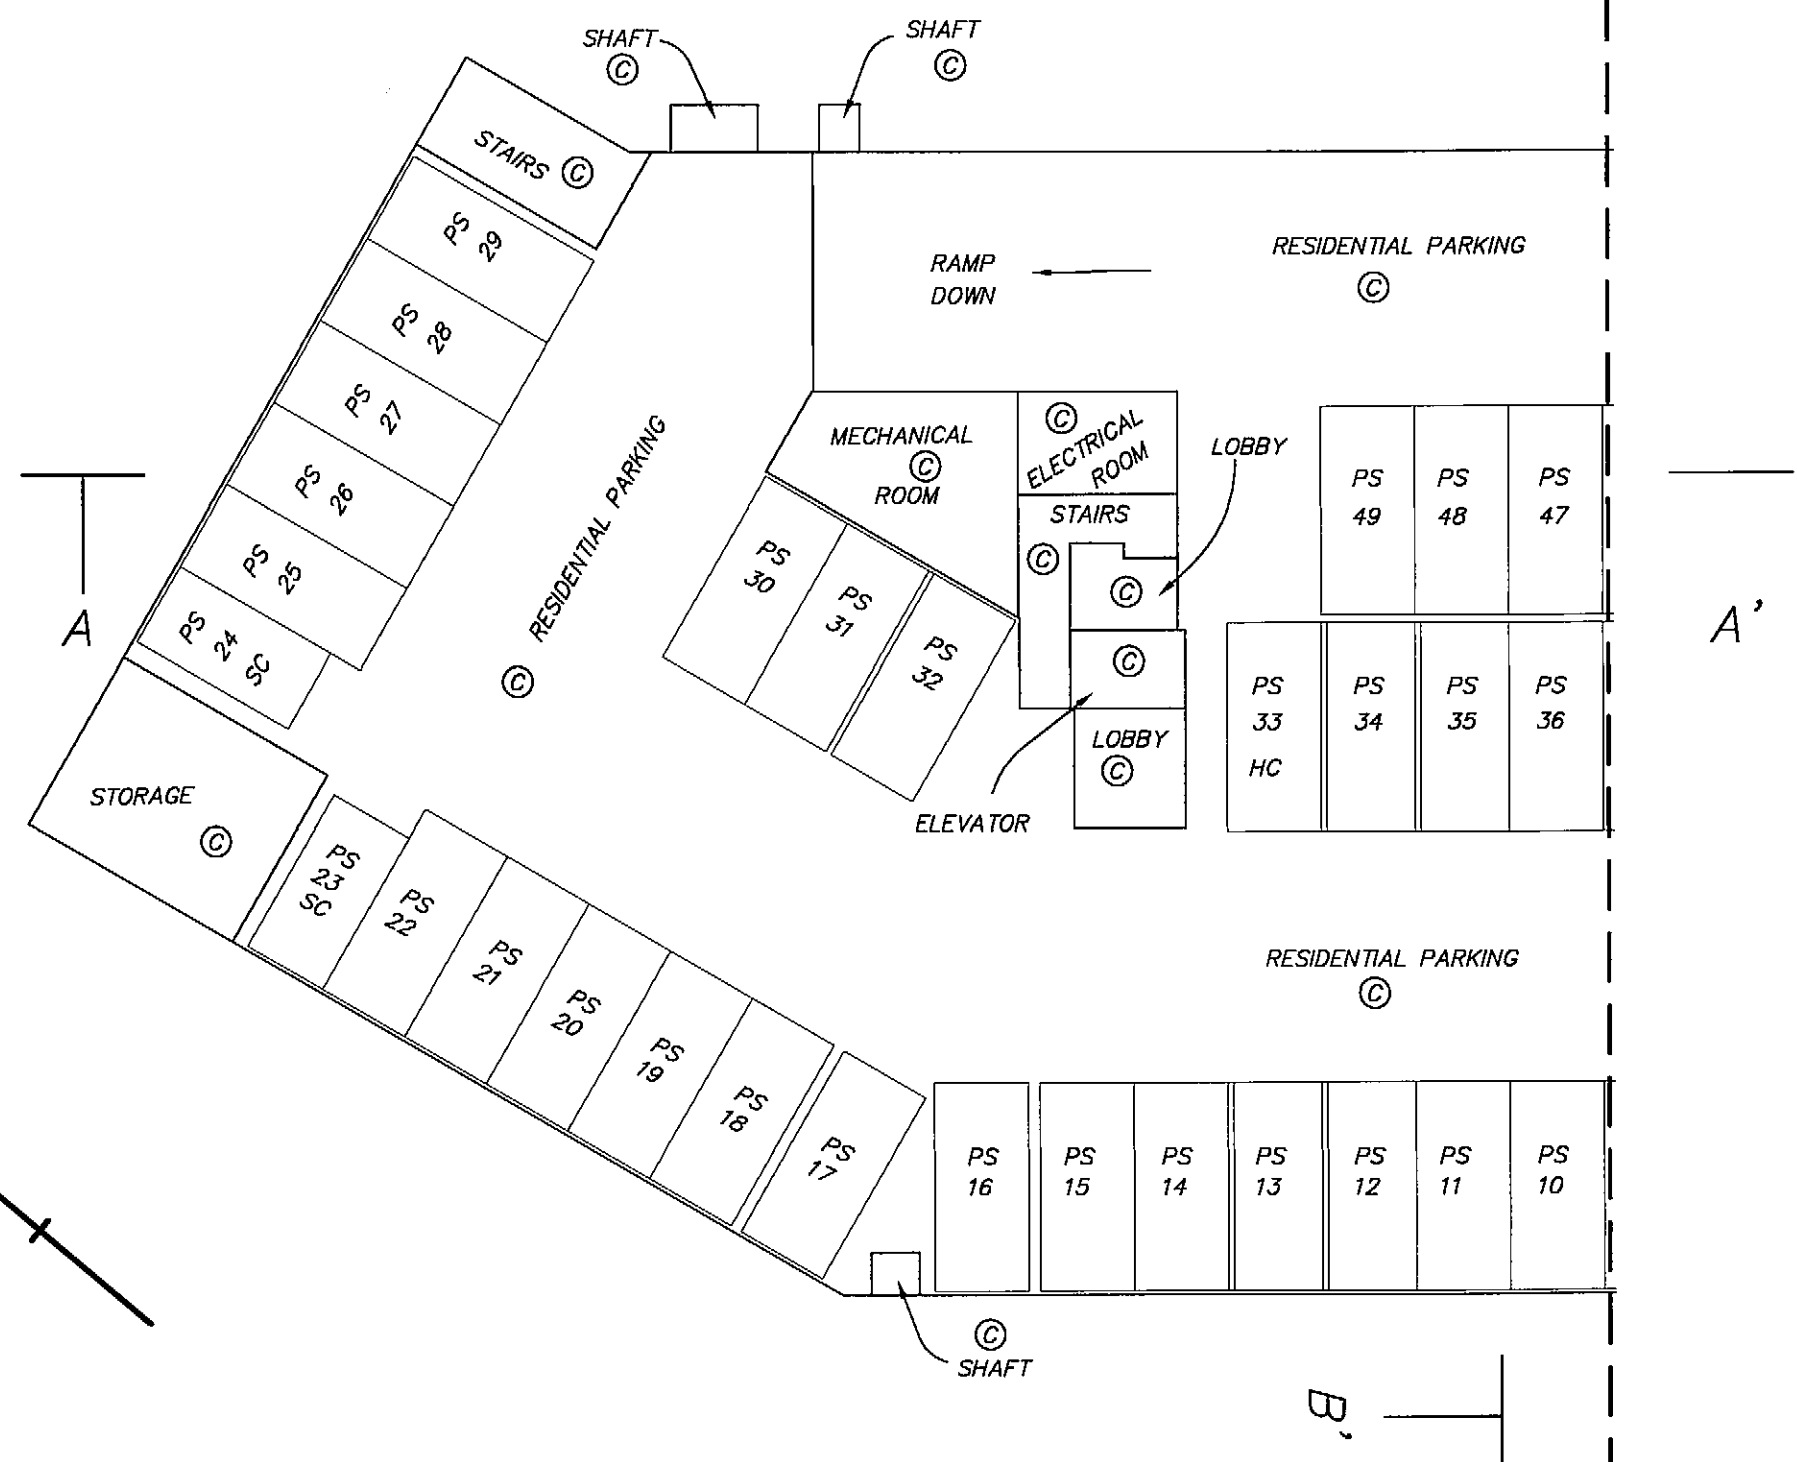 SHAFT
Ⓒ
SHAFT
Ⓒ
STAIRS Ⓒ
PS 29
PS 28
PS 27
PS 26
PS 25
PS 24 SC
RAMP
DOWN
RESIDENTIAL PARKING
Ⓒ
MECHANICAL
Ⓒ
ROOM
Ⓒ
ELECTRICAL
ROOM
LOBBY
Ⓒ
STAIRS
Ⓒ
RESIDENTIAL PARKING
Ⓒ
PS
49
PS
48
PS
47
A
A'
PS
30
PS
31
PS
32
Ⓒ
ELEVATOR
LOBBY
Ⓒ
PS
33
HC
PS
34
PS
35
PS
36
STORAGE
Ⓒ
PS
23
SC
PS
22
PS
21
PS
20
PS
19
PS
18
PS
17
RESIDENTIAL PARKING
Ⓒ
PS
16
PS
15
PS
14
PS
13
PS
12
PS
11
PS
10
Ⓒ
SHAFT
B'